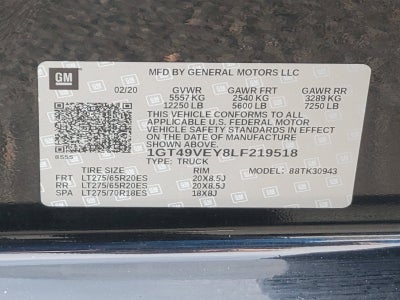 GM
MFD BY GENERAL MOTORS LLC
02/20 GVWR GAWR FRT GAWR RR
5557 KG 2540 KG 3289 KG
12250 LB 5600 LB 7250 LB
THIS VEHICLE CONFORMS TO ALL
APPLICABLE U.S. FEDERAL MOTOR
VEHICLE SAFETY STANDARDS IN EFFECT
ON THE DATE OF MANUFACTURE
SHOWN ABOVE.
1GT49VEY8LF219518
TYPE: TRUCK
TIRE SIZE RIM MODEL: 88TK30943
FRT LT275/65R20ES 20X8.5J
RR LT275/65R20ES 20X8.5J
SPA LT275/70R18ES 18X8J